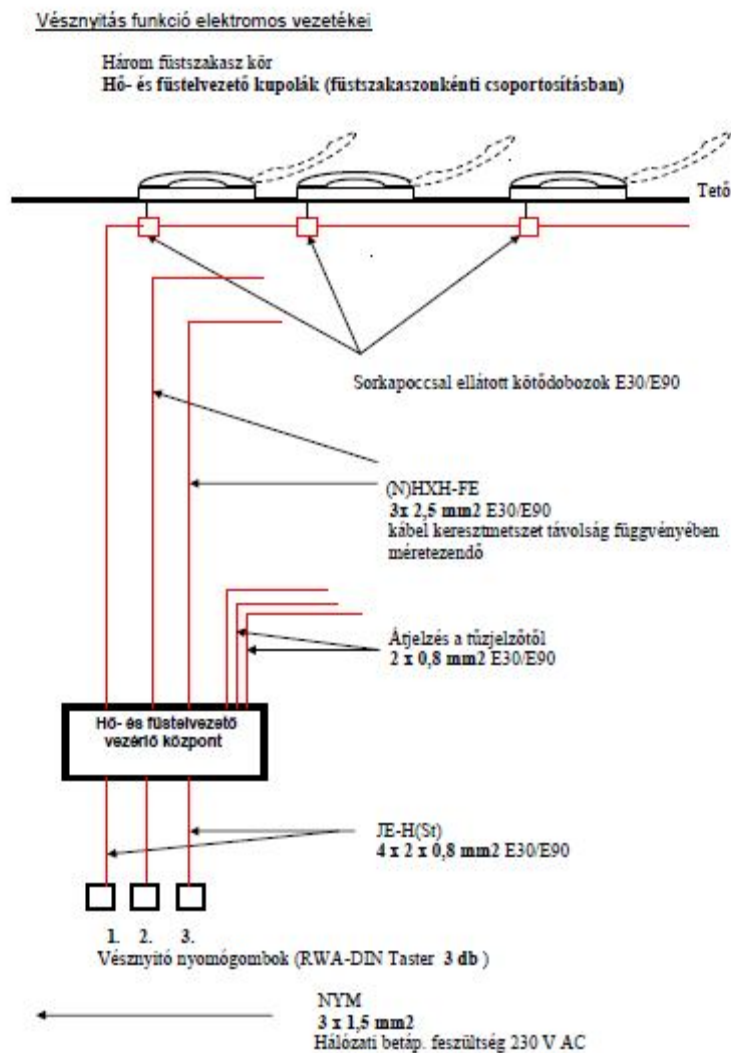 Vésznyitás funkció elektromos vezetékei
Három füstszakasz kör
Hő- és füstelvezető kupolák (füstszakaszonkénti csoportosításban)
Tető
Sorkapoccsal ellátott kötődobozok E30/E90
(N)HXH-FE
3x 2,5 mm2 E30/E90
kábel keresztmetszet távolság függvényében
méretezendő
Átjelzés a tűzjelzőtől
2 x 0,8 mm2 E30/E90
Hő- és füstelvezető
vezérlő központ
JE-H(St)
4 x 2 x 0,8 mm2 E30/E90
1. 2. 3.
Vésznyitó nyomógombok (RWA-DIN Taster 3 db )
NYM
3 x 1,5 mm2
Hálózati betáp. feszültség 230 V AC